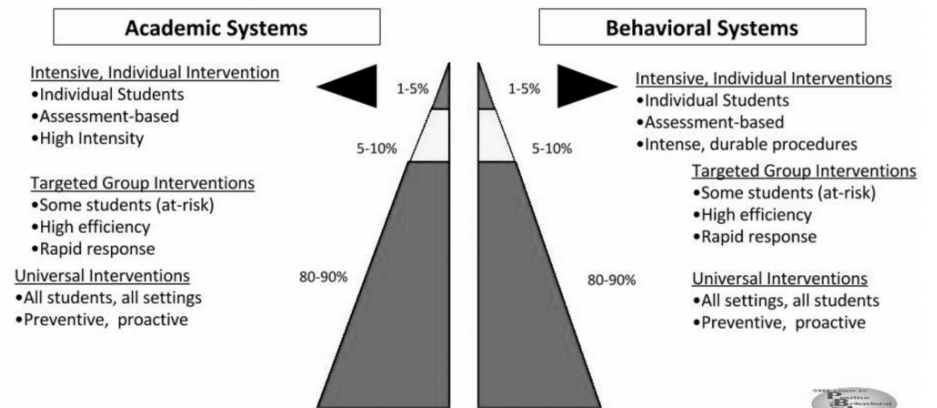 Academic Systems
Behavioral Systems
Intensive, Individual Intervention
•Individual Students
•Assessment-based
•High Intensity
1-5%
1-5%
Intensive, Individual Interventions
•Individual Students
•Assessment-based
•Intense, durable procedures
5-10%
5-10%
Targeted Group Interventions
•Some students (at-risk)
•High efficiency
•Rapid response
Targeted Group Interventions
•Some students (at-risk)
•High efficiency
•Rapid response
Universal Interventions
•All students, all settings
•Preventive, proactive
80-90%
80-90%
Universal Interventions
•All settings, all students
•Preventive, proactive
Positive
Behavioral